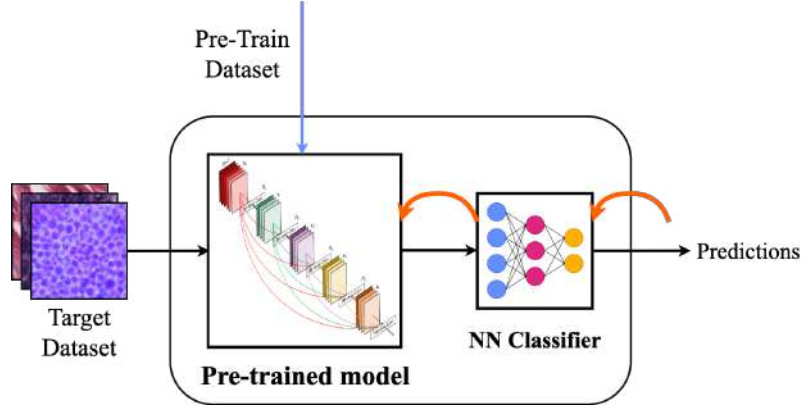 Pre-Train
Dataset
Target
Dataset
Pre-trained model
NN Classifier
Predictions